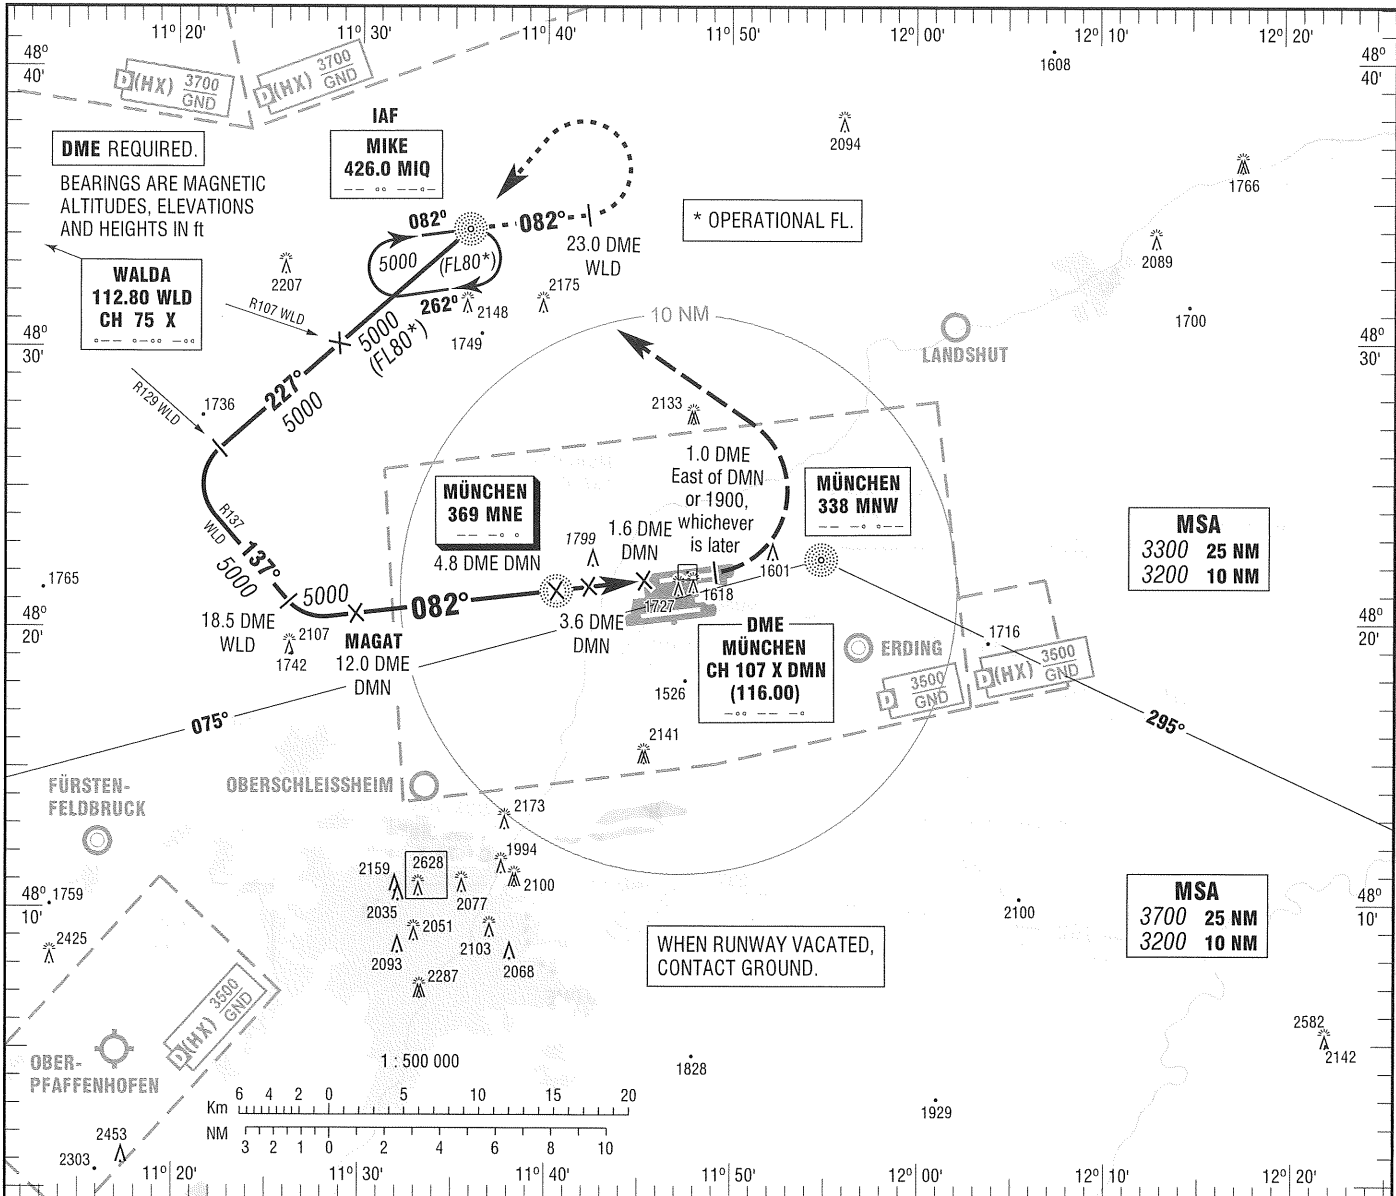 11° 20' 11° 30' 11° 40' 11° 50' 12° 00' 12° 10' 12° 20'
48° 40'
48° 40'
D(HX) 3700 GND
D(HX) 3700 GND
1608
IAF
MIKE
426.0 MIQ
DME REQUIRED.
BEARINGS ARE MAGNETIC
ALTITUDES, ELEVATIONS
AND HEIGHTS IN ft
2094
1766
* OPERATIONAL FL.
082°
082°
5000
(FL80*)
262°
23.0 DME
WLD
2089
WALDA
112.80 WLD
CH 75 X
2207
2148
2175
1749
1700
R107 WLD
5000
(FL80*)
10 NM
48° 30'
48° 30'
LANDSHUT
R129 WLD
227°
5000
1736
2133
1.0 DME
East of DMN
or 1900,
whichever
is later
MÜNCHEN
369 MNE
4.8 DME DMN
MÜNCHEN
338 MNW
MSA
3300 25 NM
3200 10 NM
R137
WLD
137°
5000
1799
1.6 DME
DMN
1765
1601
1727
1618
5000
082°
18.5 DME
WLD
MAGAT
12.0 DME
DMN
3.6 DME
DMN
48° 20'
48° 20'
2107
1742
DME
MÜNCHEN
CH 107 X DMN
(116.00)
ERDING
1716
D(HX) 3500 GND
D 3500 GND
1526
075°
295°
2141
FÜRSTEN-
FELDBRUCK
OBERSCHLEISSHEIM
2173
1994
2159
2628
2100
2035
2077
48° 10'
48° 10'
1759
2425
2051
2103
2093
2068
2287
2100
MSA
3700 25 NM
3200 10 NM
WHEN RUNWAY VACATED,
CONTACT GROUND.
D(HX) 3500 GND
OBER-
PFAFFENHOFEN
2582
2142
1 : 500 000
1828
1929
Km 6 4 2 0 5 10 15 20
NM 3 2 1 0 2 4 6 8 10
2453
2303
11° 20' 11° 30' 11° 40' 11° 50' 12° 00' 12° 10' 12° 20'